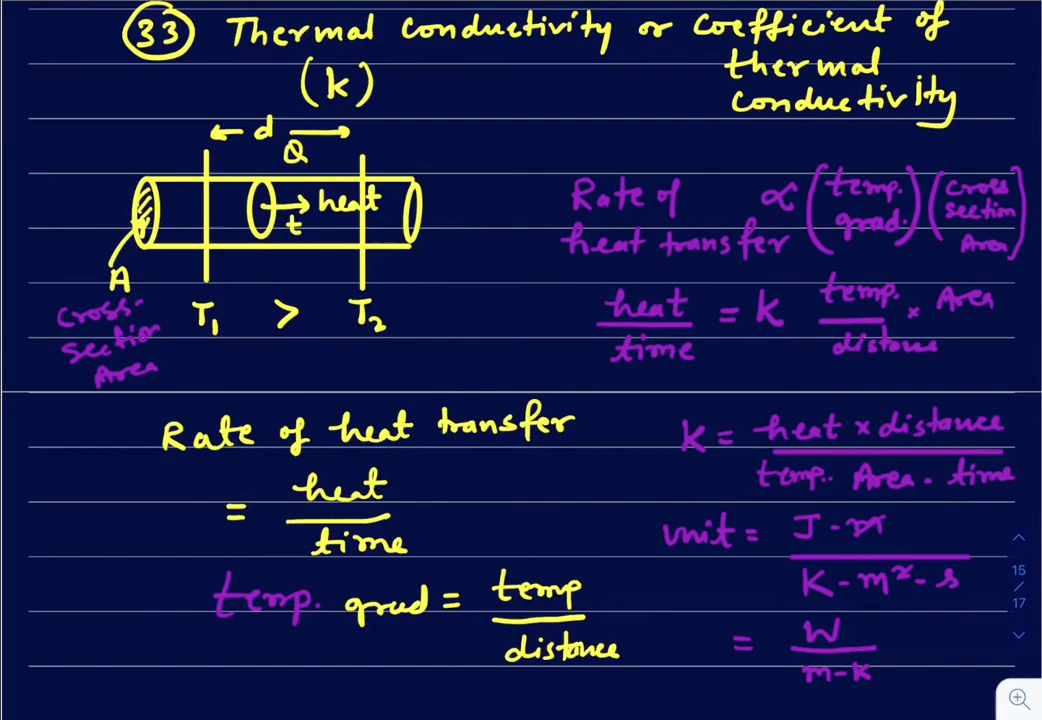 33 Thermal conductivity or coefficient of
thermal
conductivity
(k)
← d →
Q
heat
t
A
Cross-
section
Area
T₁ > T₂
Rate of heat transfer ∝ (temp. grad.) (cross section Area)
heat / time = k temp. / distance × Area
Rate of heat transfer
= heat / time
temp. grad = temp / distance
k = heat × distance / temp.. Area . time
unit = J - m / K - m² - s
= W / m - k
15
/
17